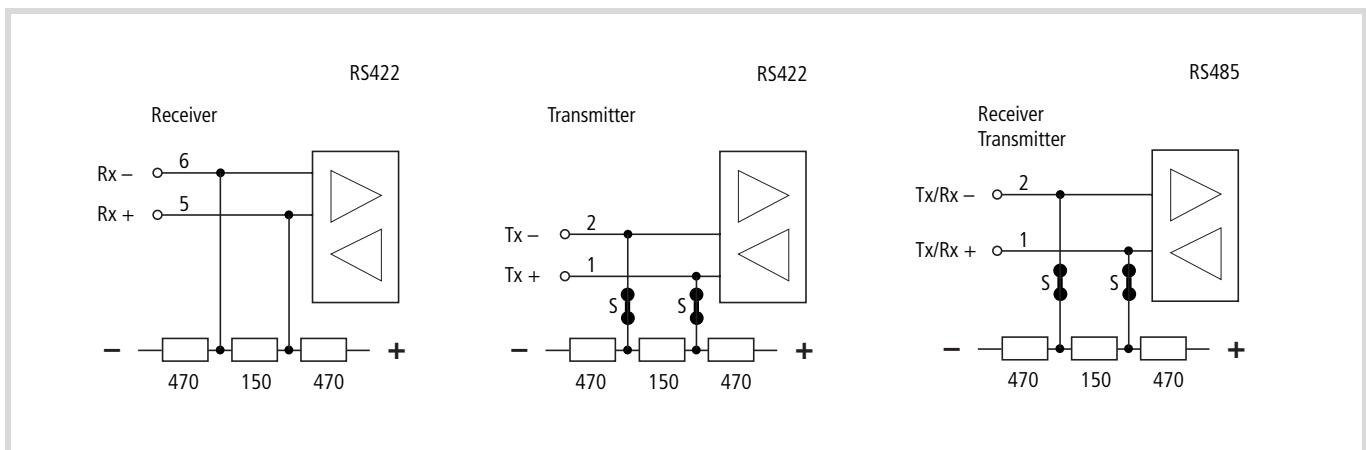 RS422
Receiver
Rx –
6
Rx +
5
– +
470 150 470
RS422
Transmitter
Tx –
2
Tx +
1
S S
– +
470 150 470
RS485
Receiver
Transmitter
Tx/Rx –
2
Tx/Rx +
1
S S
– +
470 150 470